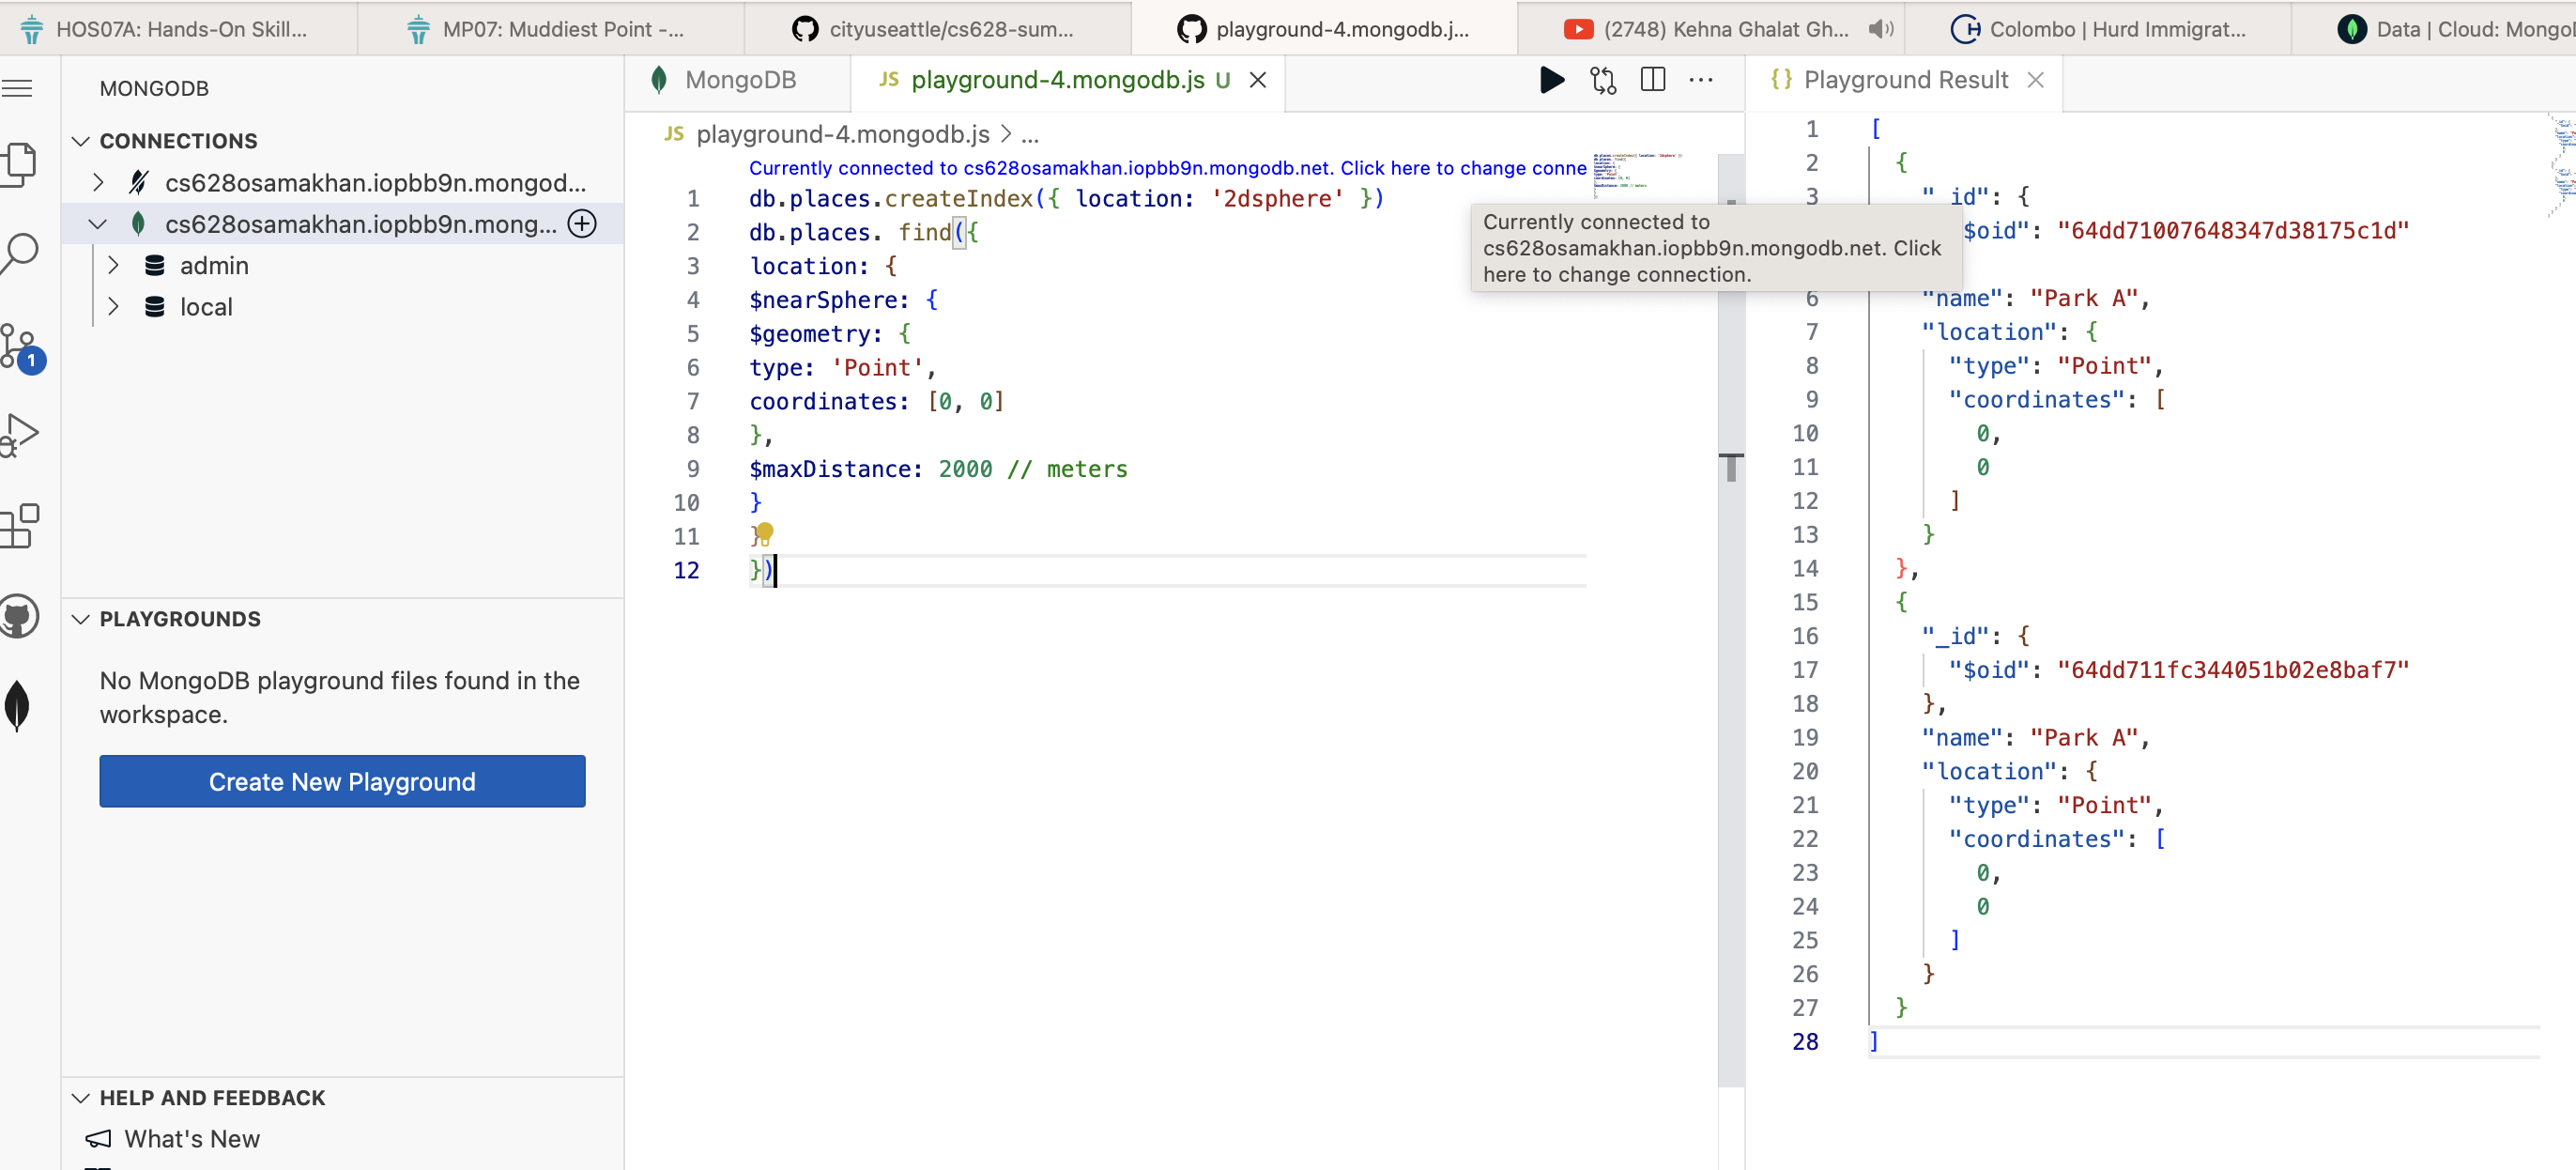 HOS07A: Hands-On Skill...
MP07: Muddiest Point -...
cityuseattle/cs628-sum...
playground-4.mongodb.j...
(2748) Kehna Ghalat Gh...
Colombo | Hurd Immigrat...
Data | Cloud: MongoD
MONGODB
CONNECTIONS
cs628osamakhan.iopbb9n.mongod...
cs628osamakhan.iopbb9n.mong...
admin
local
1
PLAYGROUNDS
No MongoDB playground files found in the
workspace.
Create New Playground
HELP AND FEEDBACK
What's New
MongoDB
JS playground-4.mongodb.js U
JS playground-4.mongodb.js > ...
Currently connected to cs628osamakhan.iopbb9n.mongodb.net. Click here to change conne
1 db.places.createIndex({ location: '2dsphere' })
2 db.places. find({
3 location: {
4 $nearSphere: {
5 $geometry: {
6 type: 'Point',
7 coordinates: [0, 0]
8 },
9 $maxDistance: 2000 // meters
10 }
11 }
12 })
Currently connected to
cs628osamakhan.iopbb9n.mongodb.net. Click
here to change connection.
{} Playground Result
1 [
2 {
3 "_id": {
$oid": "64dd71007648347d38175c1d"
6 "name": "Park A",
7 "location": {
8 "type": "Point",
9 "coordinates": [
10 0,
11 0
12 ]
13 }
14 },
15 {
16 "_id": {
17 "$oid": "64dd711fc344051b02e8baf7"
18 },
19 "name": "Park A",
20 "location": {
21 "type": "Point",
22 "coordinates": [
23 0,
24 0
25 ]
26 }
27 }
28 ]